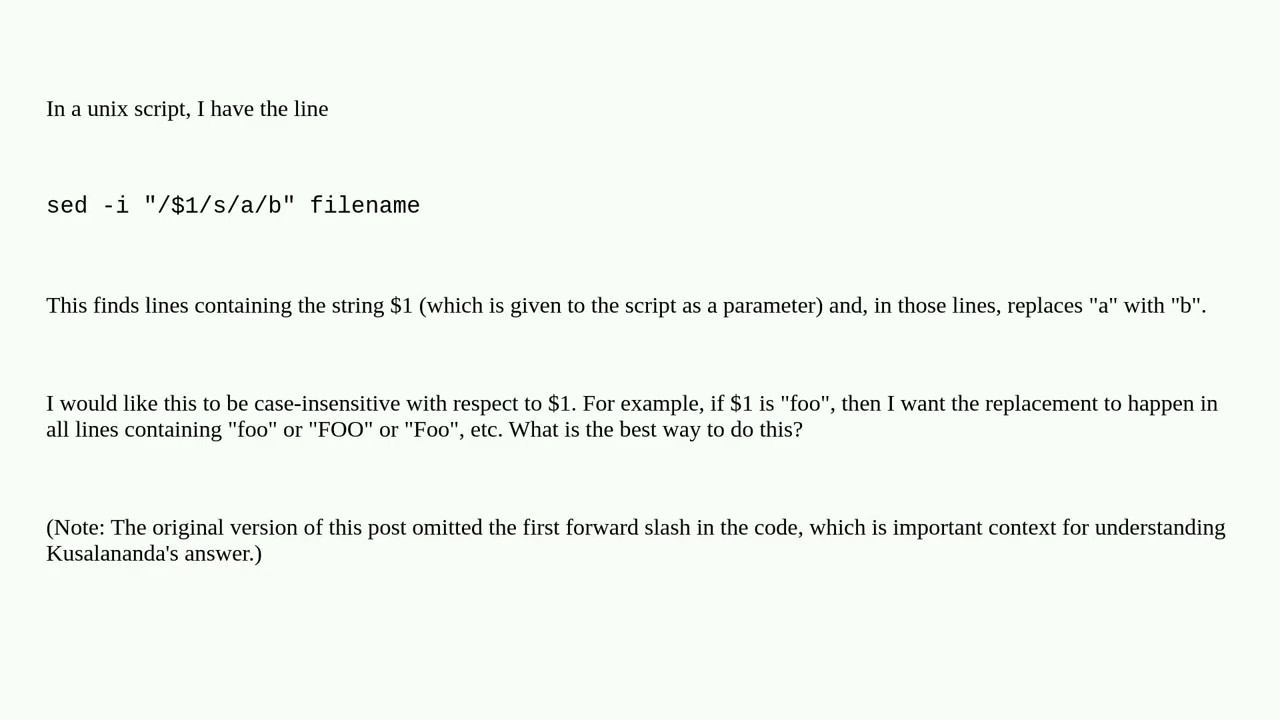 In a unix script, I have the line
sed -i "/$1/s/a/b" filename
This finds lines containing the string $1 (which is given to the script as a parameter) and, in those lines, replaces "a" with "b".
I would like this to be case-insensitive with respect to $1. For example, if $1 is "foo", then I want the replacement to happen in
all lines containing "foo" or "FOO" or "Foo", etc. What is the best way to do this?
(Note: The original version of this post omitted the first forward slash in the code, which is important context for understanding
Kusalananda's answer.)